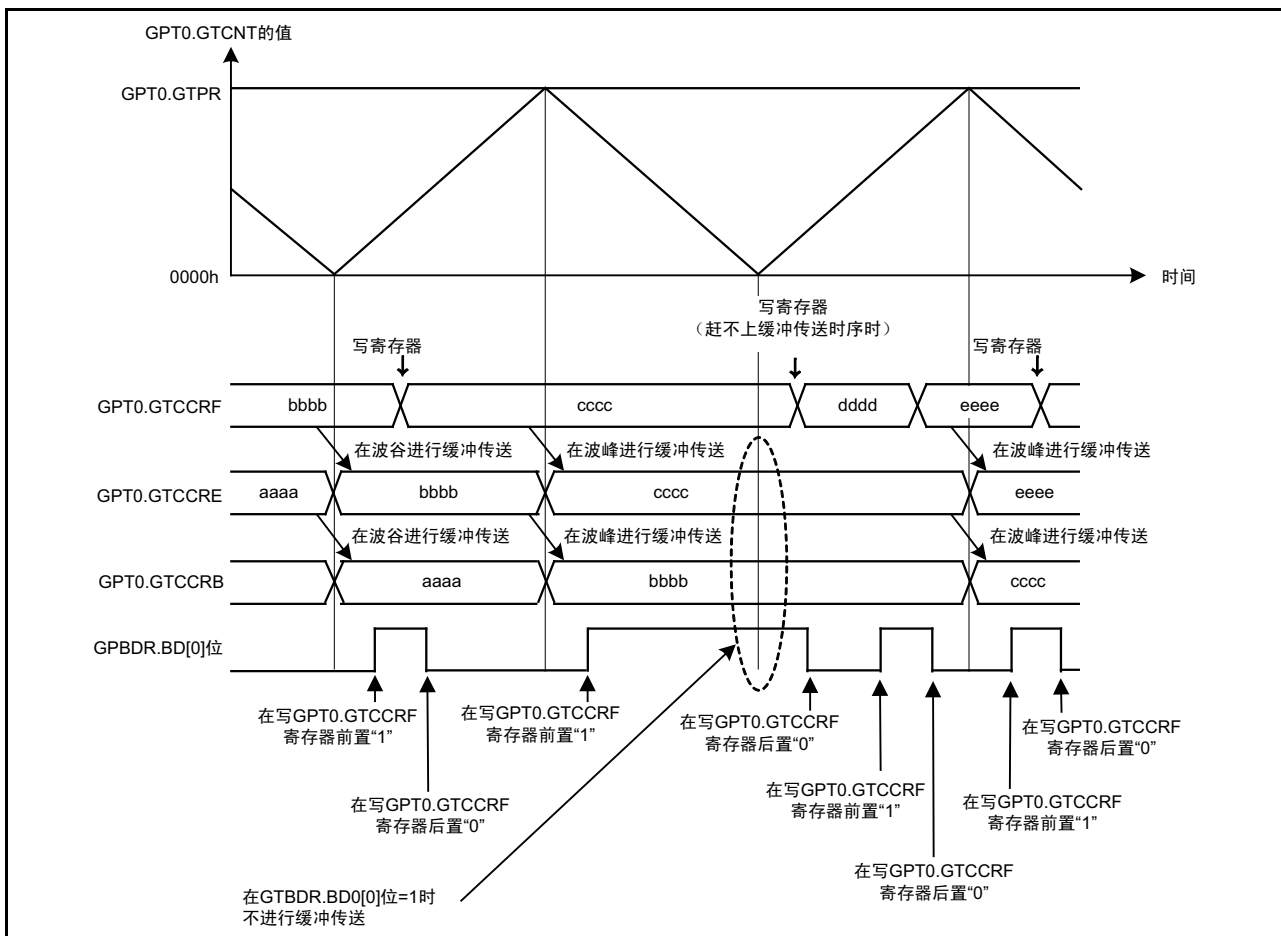 GPT0.GTCNT的值
GPT0.GTPR
0000h
时间
写寄存器
（赶不上缓冲传送时序时）
写寄存器
写寄存器
GPT0.GTCCRF
bbbb
cccc
dddd
eeee
在波谷进行缓冲传送
在波峰进行缓冲传送
在波峰进行缓冲传送
GPT0.GTCCRE
aaaa
bbbb
cccc
eeee
在波谷进行缓冲传送
在波峰进行缓冲传送
在波峰进行缓冲传送
GPT0.GTCCRB
aaaa
bbbb
cccc
GPBDR.BD[0]位
在写GPT0.GTCCRF
寄存器前置“1”
在写GPT0.GTCCRF
寄存器前置“1”
在写GPT0.GTCCRF
寄存器后置“0”
在写GPT0.GTCCRF
寄存器后置“0”
在写GPT0.GTCCRF
寄存器后置“0”
在写GPT0.GTCCRF
寄存器前置“1”
在写GPT0.GTCCRF
寄存器前置“1”
在写GPT0.GTCCRF
寄存器后置“0”
在GTBDR.BD0[0]位=1时
不进行缓冲传送